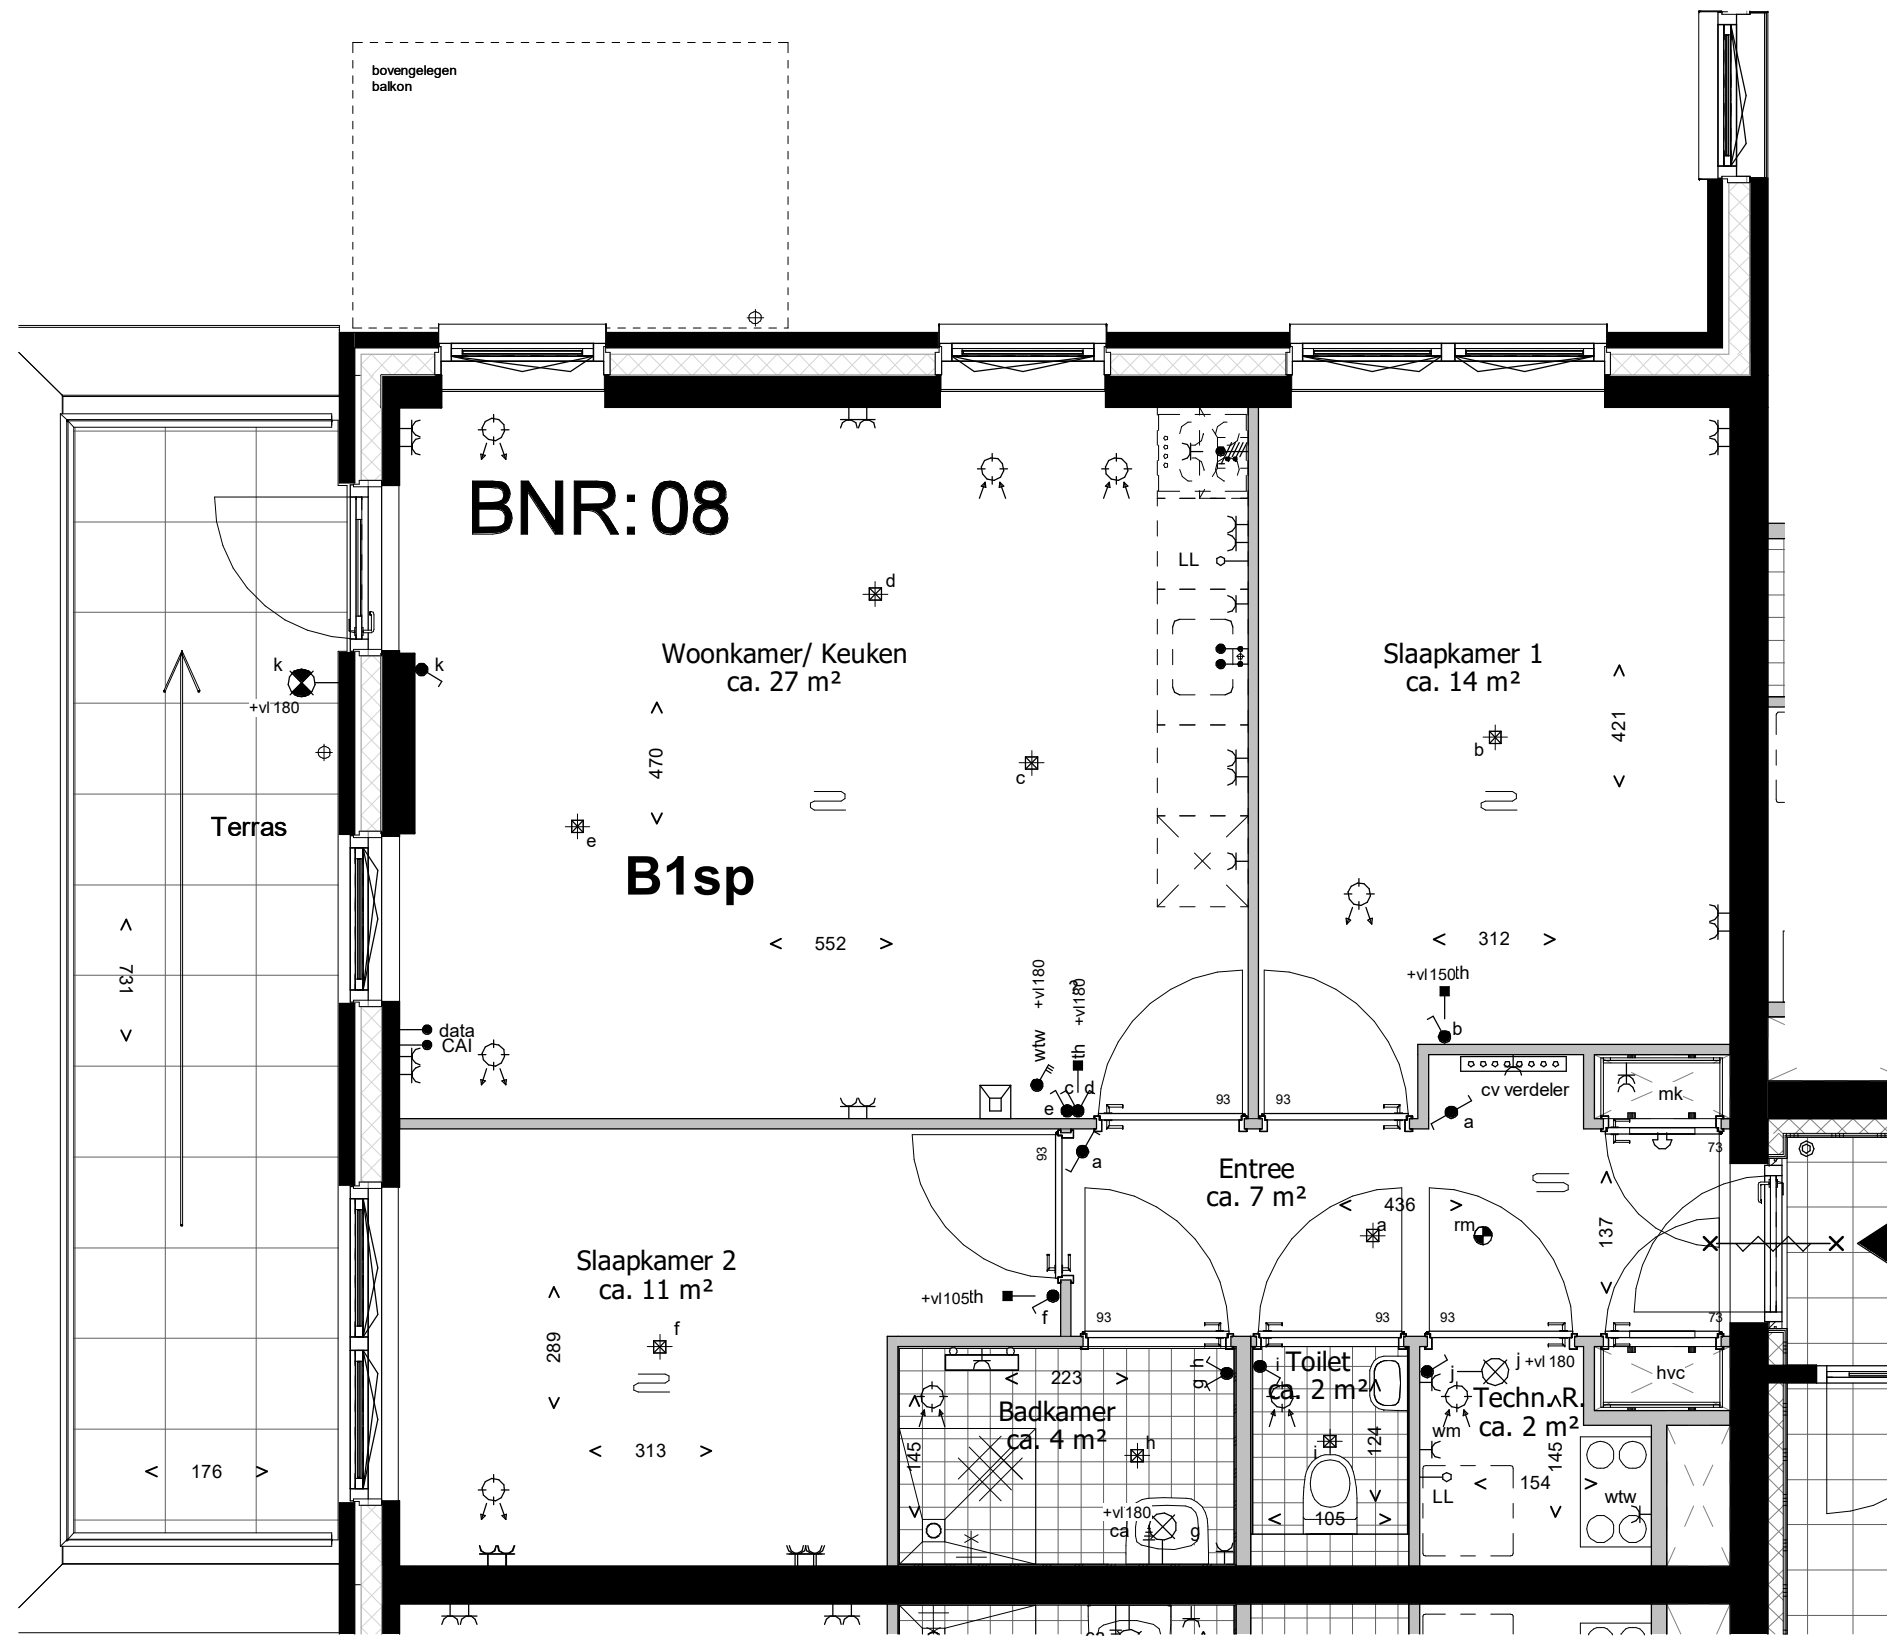 bovengelegen
balkon
BNR: 08
d
LL
k
k
+vl 180
Woonkamer/ Keuken
ca. 27 m²
Slaapkamer 1
ca. 14 m²
470
421
b
c
Terras
e
B1sp
731
552
312
+vl180
+vl180
+vl150th
wtw
th
b
data
CAI
c d
e
93
93
cv verdeler
mk
a
93
a
73
Entree
ca. 7 m²
436
a
rm
137
Slaapkamer 2
ca. 11 m²
+vl105th
f
93
93
93
73
f
289
g h
i
Toilet
ca. 2 m²
j
j +vl 180
hvc
223
Badkamer
ca. 4 m²
Techn. R.
ca. 2 m²
wm
145
h
i
124
145
313
176
LL
154
wtw
+vl180
ca
g
105